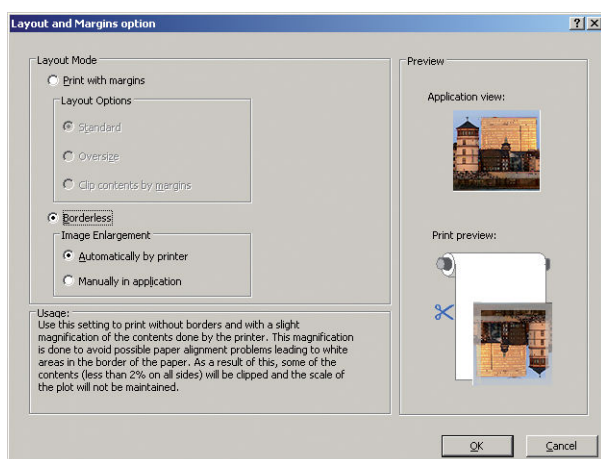 Layout and Margins option
Layout Mode
Print with margins
Layout Options
Standard
Oversize
Clip contents by margins
Borderless
Image Enlargement
Automatically by printer
Manually in application
Usage:
Use this setting to print without borders and with a slight
magnification of the contents done by the printer. This magnification
is done to avoid possible paper alignment problems leading to white
areas in the border of the paper. As a result of this, some of the
contents (less than 2% on all sides) will be clipped and the scale of
the plot will not be maintained.
Preview
Application view:
Print preview:
OK
Cancel